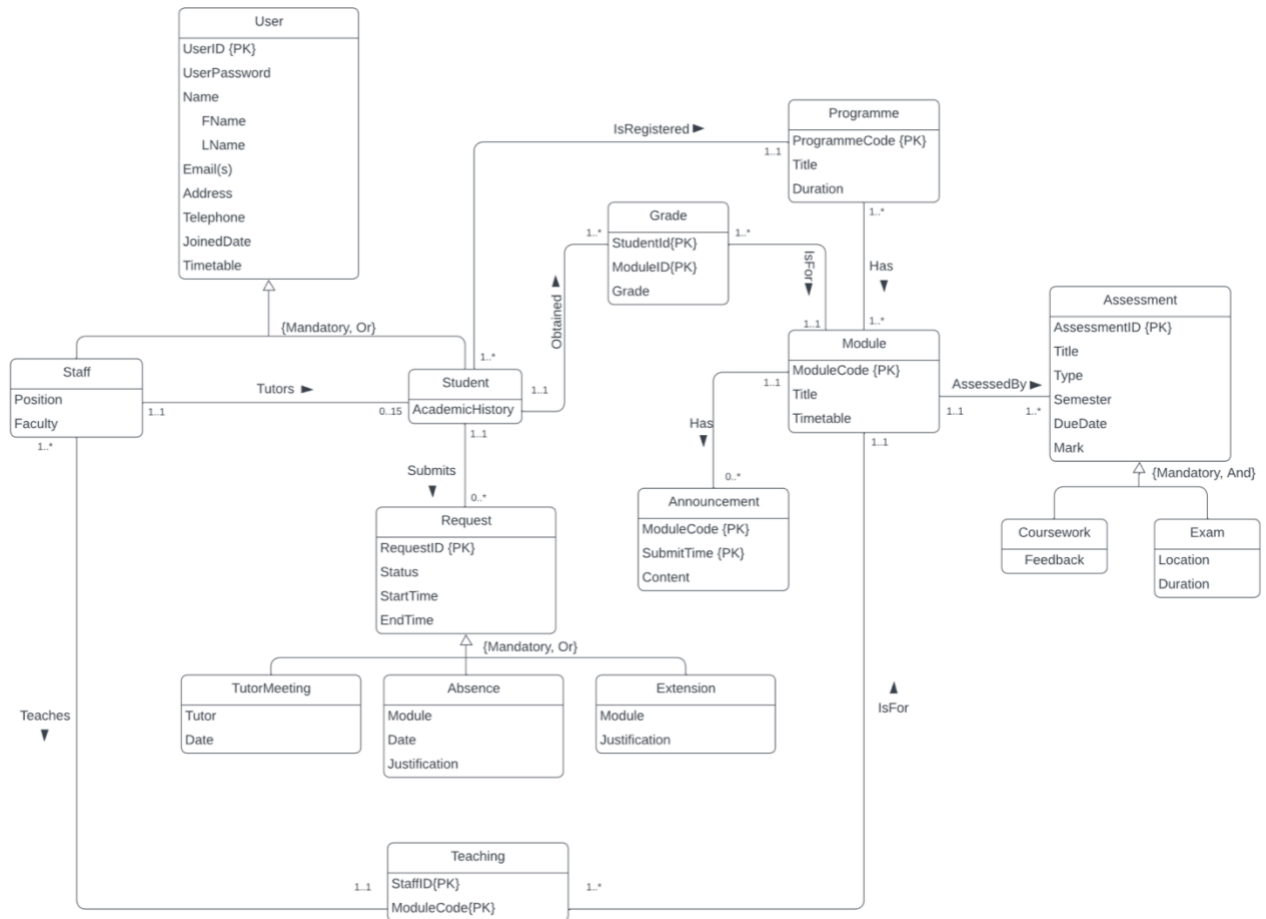 User
UserID {PK}
UserPassword
Name
FName
LName
Email(s)
Address
Telephone
JoinedDate
Timetable
{Mandatory, Or}
Staff
Position
Faculty
1..*
Tutors ►
1..1
0..15
Student
AcademicHistory
1..*
1..1
1..1
IsRegistered ►
1..1
Programme
ProgrammeCode {PK}
Title
Duration
1..*
Has
▼
1..*
Obtained ►
1..*
Grade
StudentId{PK}
ModuleID{PK}
Grade
1..*
IsFor►
1..1
Module
ModuleCode {PK}
Title
Timetable
1..1
1..1
AssessedBy ►
1..1
1..*
Assessment
AssessmentID {PK}
Title
Type
Semester
DueDate
Mark
{Mandatory, And}
Coursework
Feedback
Exam
Location
Duration
Has
▼
0..*
Announcement
ModuleCode {PK}
SubmitTime {PK}
Content
Submits
▼
0..*
Request
RequestID {PK}
Status
StartTime
EndTime
{Mandatory, Or}
TutorMeeting
Tutor
Date
Absence
Module
Date
Justification
Extension
Module
Justification
Teaches
▼
▲
IsFor
1..1
Teaching
StaffID{PK}
ModuleCode{PK}
1..*